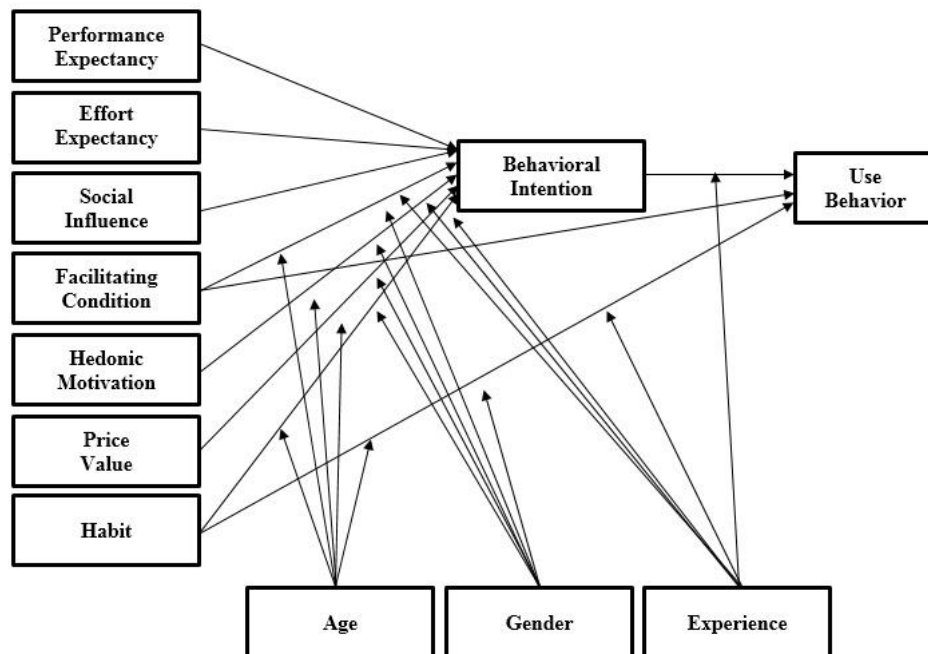 Performance
Expectancy
Effort
Expectancy
Social
Influence
Facilitating
Condition
Hedonic
Motivation
Price
Value
Habit
Behavioral
Intention
Use
Behavior
Age
Gender
Experience